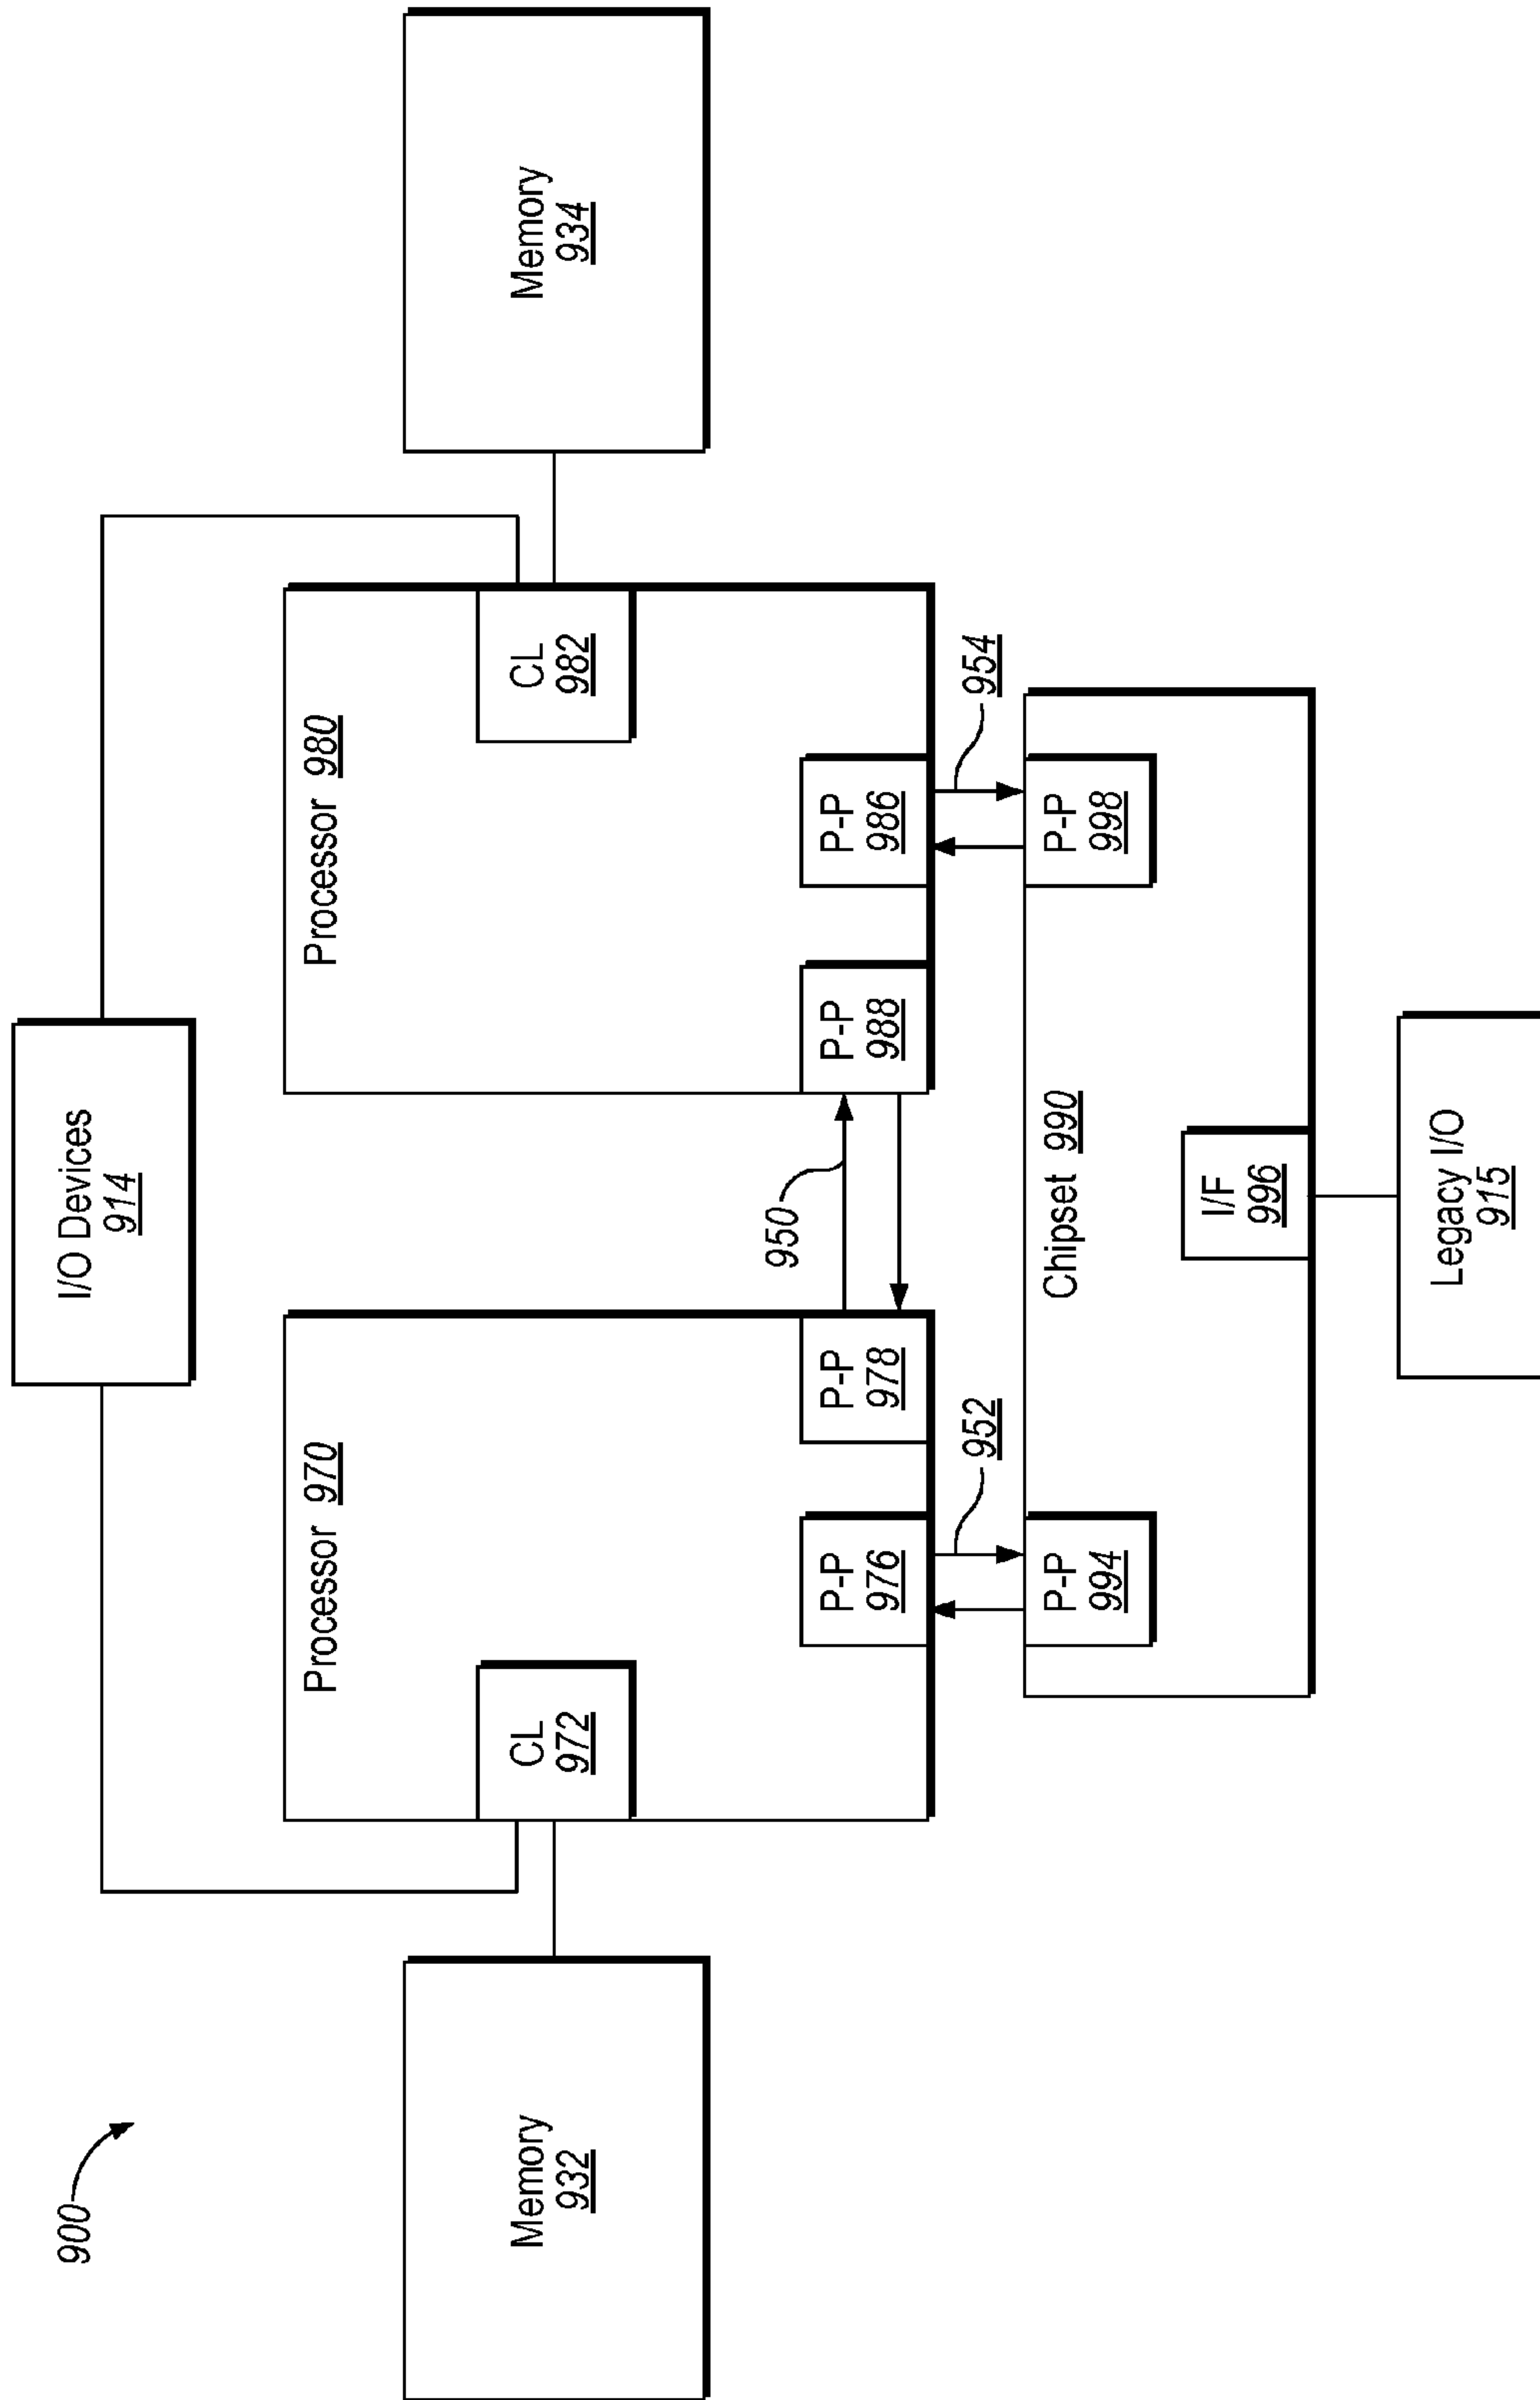 900
I/O Devices
914
Memory
932
Processor 970
CL
972
P-P
976
P-P
978
950
Processor 980
CL
982
P-P
988
P-P
986
Memory
934
952
954
Chipset 990
P-P
994
P-P
998
I/F
996
Legacy I/O
915